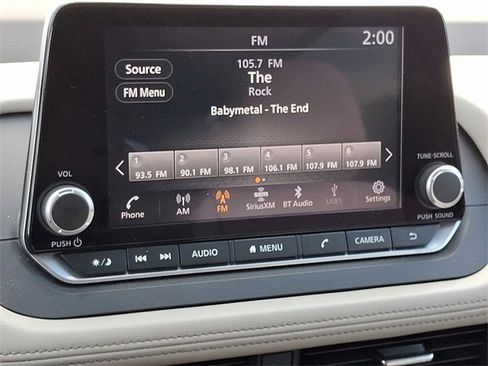 FM
2:00
Source
FM Menu
105.7 FM
The
Rock
Babymetal - The End
1 2 3 4 5 6
93.5 FM 90.1 FM 98.1 FM 106.1 FM 107.9 FM 107.9 FM
VOL
TUNE·SCROLL
Phone AM FM SiriusXM BT Audio USB1 Settings
sxm
PUSH
PUSH SOUND
AUDIO MENU CAMERA